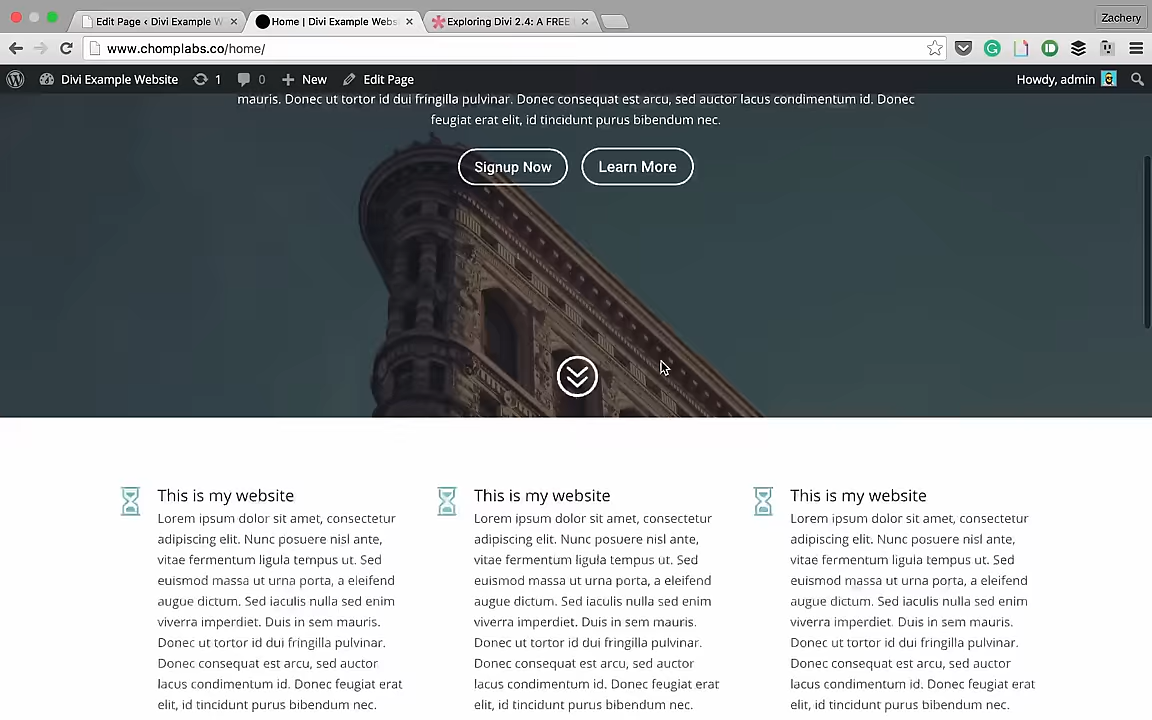 Zachery
Edit Page ‹ Divi Example W
Home | Divi Example Webs
Exploring Divi 2.4: A FREE
www.chomplabs.co/home/
Divi Example Website 1 0 New Edit Page Howdy, admin
mauris. Donec ut tortor id dui fringilla pulvinar. Donec consequat est arcu, sed auctor lacus condimentum id. Donec
feugiat erat elit, id tincidunt purus bibendum nec.
Signup Now
Learn More
This is my website
Lorem ipsum dolor sit amet, consectetur
adipiscing elit. Nunc posuere nisl ante,
vitae fermentum ligula tempus ut. Sed
euismod massa ut urna porta, a eleifend
augue dictum. Sed iaculis nulla sed enim
viverra imperdiet. Duis in sem mauris.
Donec ut tortor id dui fringilla pulvinar.
Donec consequat est arcu, sed auctor
lacus condimentum id. Donec feugiat erat
elit, id tincidunt purus bibendum nec.
This is my website
Lorem ipsum dolor sit amet, consectetur
adipiscing elit. Nunc posuere nisl ante,
vitae fermentum ligula tempus ut. Sed
euismod massa ut urna porta, a eleifend
augue dictum. Sed iaculis nulla sed enim
viverra imperdiet. Duis in sem mauris.
Donec ut tortor id dui fringilla pulvinar.
Donec consequat est arcu, sed auctor
lacus condimentum id. Donec feugiat erat
elit, id tincidunt purus bibendum nec.
This is my website
Lorem ipsum dolor sit amet, consectetur
adipiscing elit. Nunc posuere nisl ante,
vitae fermentum ligula tempus ut. Sed
euismod massa ut urna porta, a eleifend
augue dictum. Sed iaculis nulla sed enim
viverra imperdiet. Duis in sem mauris.
Donec ut tortor id dui fringilla pulvinar.
Donec consequat est arcu, sed auctor
lacus condimentum id. Donec feugiat erat
elit, id tincidunt purus bibendum nec.